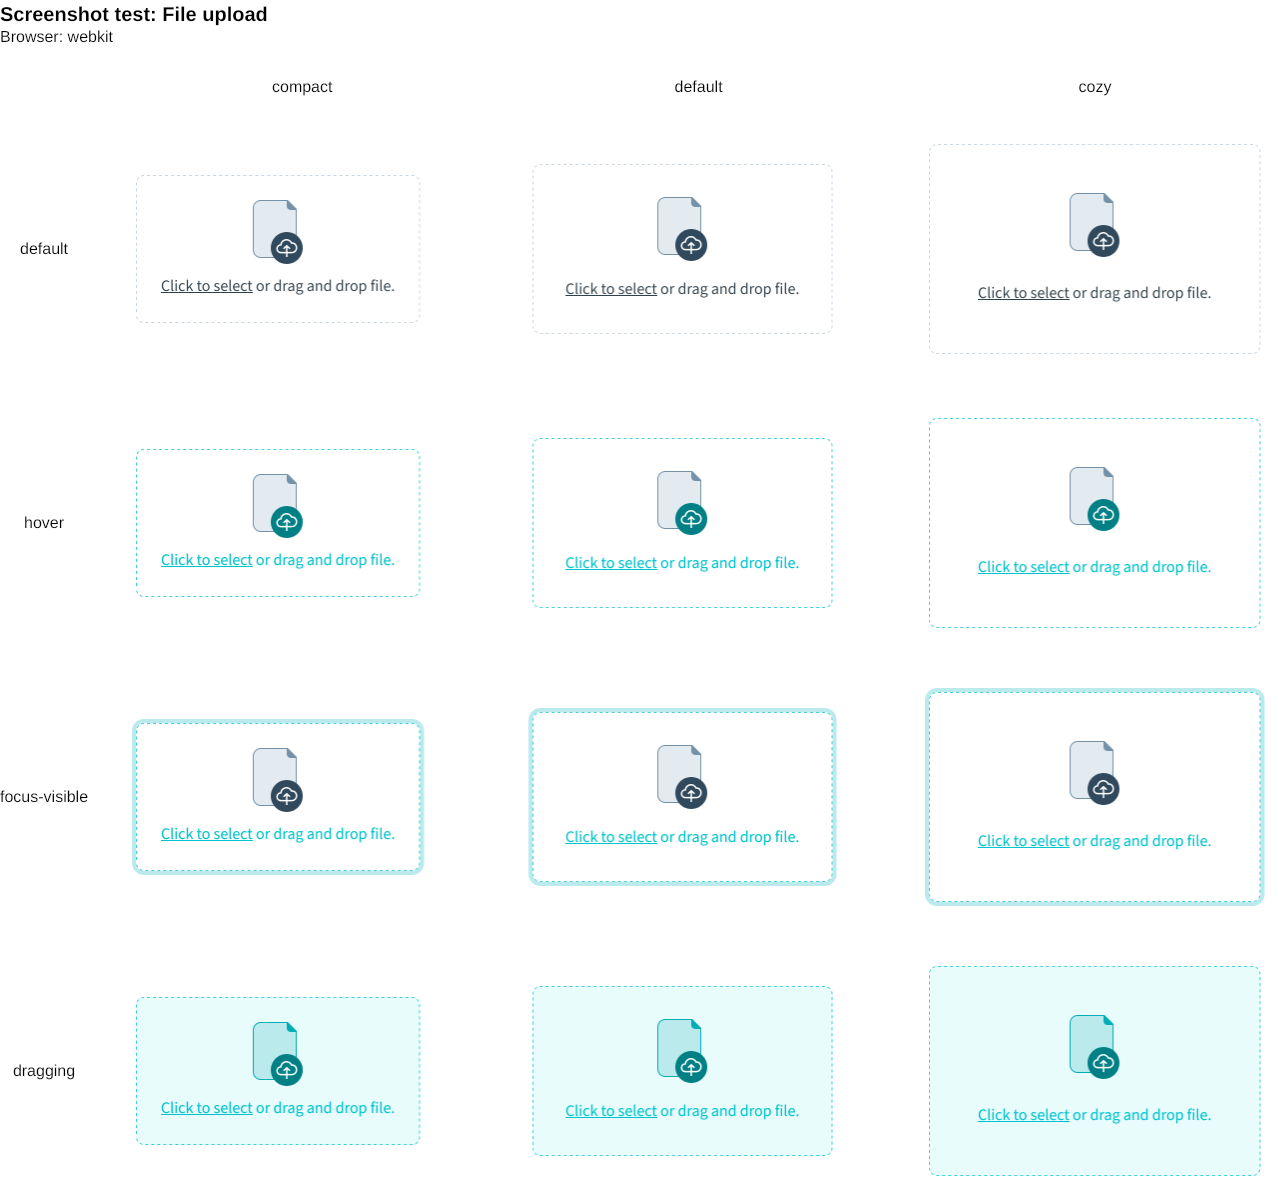 Screenshot test: File upload
Browser: webkit
compact default cozy
default
Click to select or drag and drop file.
Click to select or drag and drop file.
Click to select or drag and drop file.
hover
Click to select or drag and drop file.
Click to select or drag and drop file.
Click to select or drag and drop file.
focus-visible
Click to select or drag and drop file.
Click to select or drag and drop file.
Click to select or drag and drop file.
dragging
Click to select or drag and drop file.
Click to select or drag and drop file.
Click to select or drag and drop file.